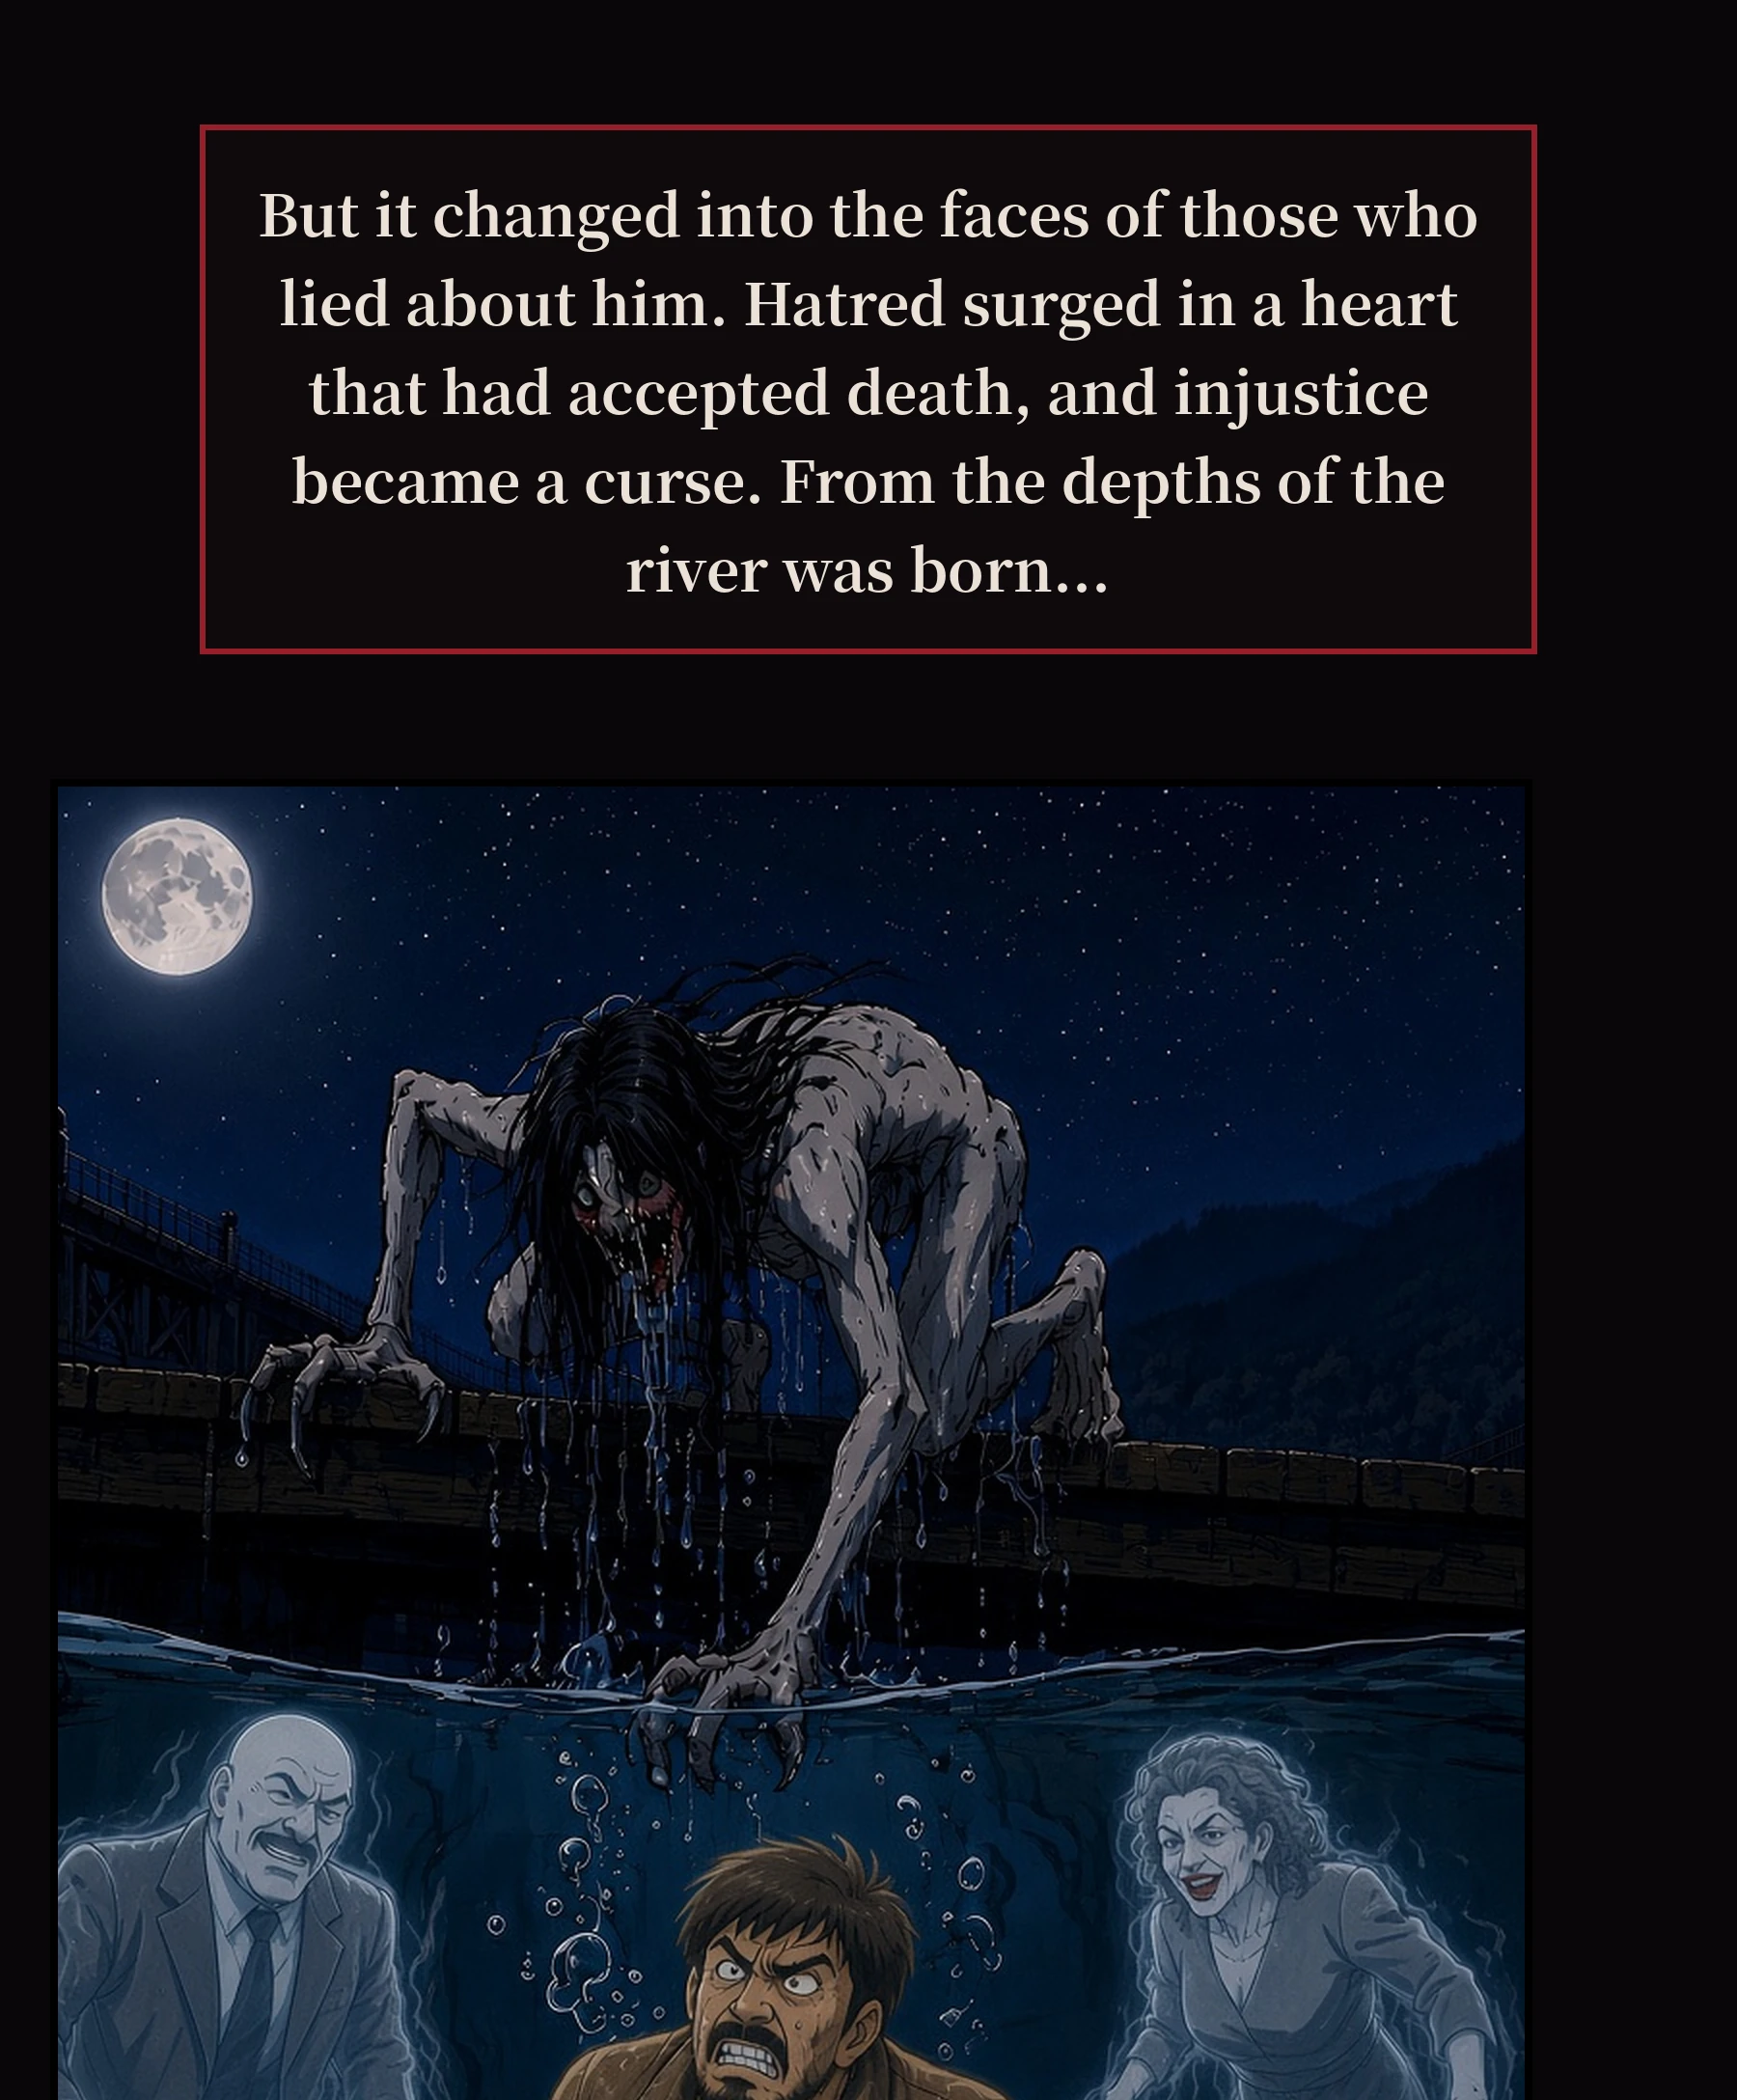 But it changed into the faces of those who
lied about him. Hatred surged in a heart
that had accepted death, and injustice
became a curse. From the depths of the
river was born...